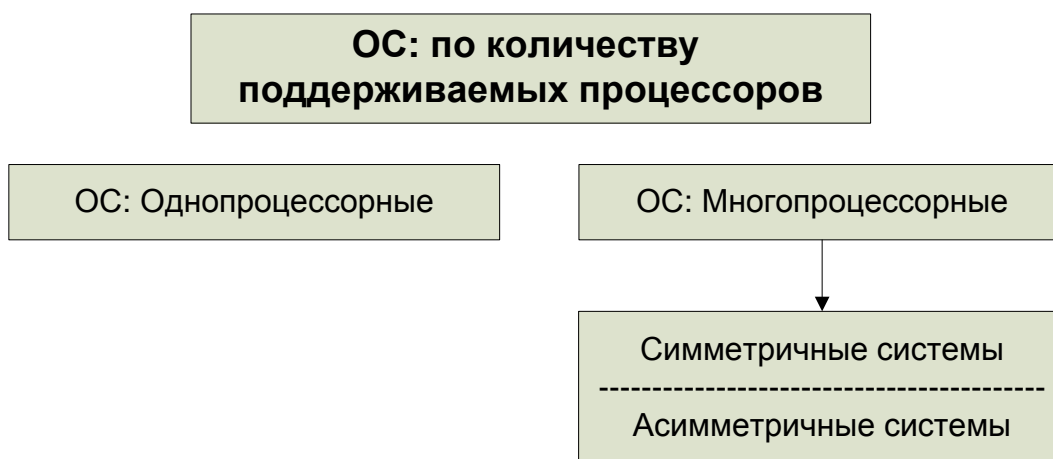 ОС: по количеству
поддерживаемых процессоров
ОС: Однопроцессорные
ОС: Многопроцессорные
Симметричные системы
------------------------------------------
Асимметричные системы